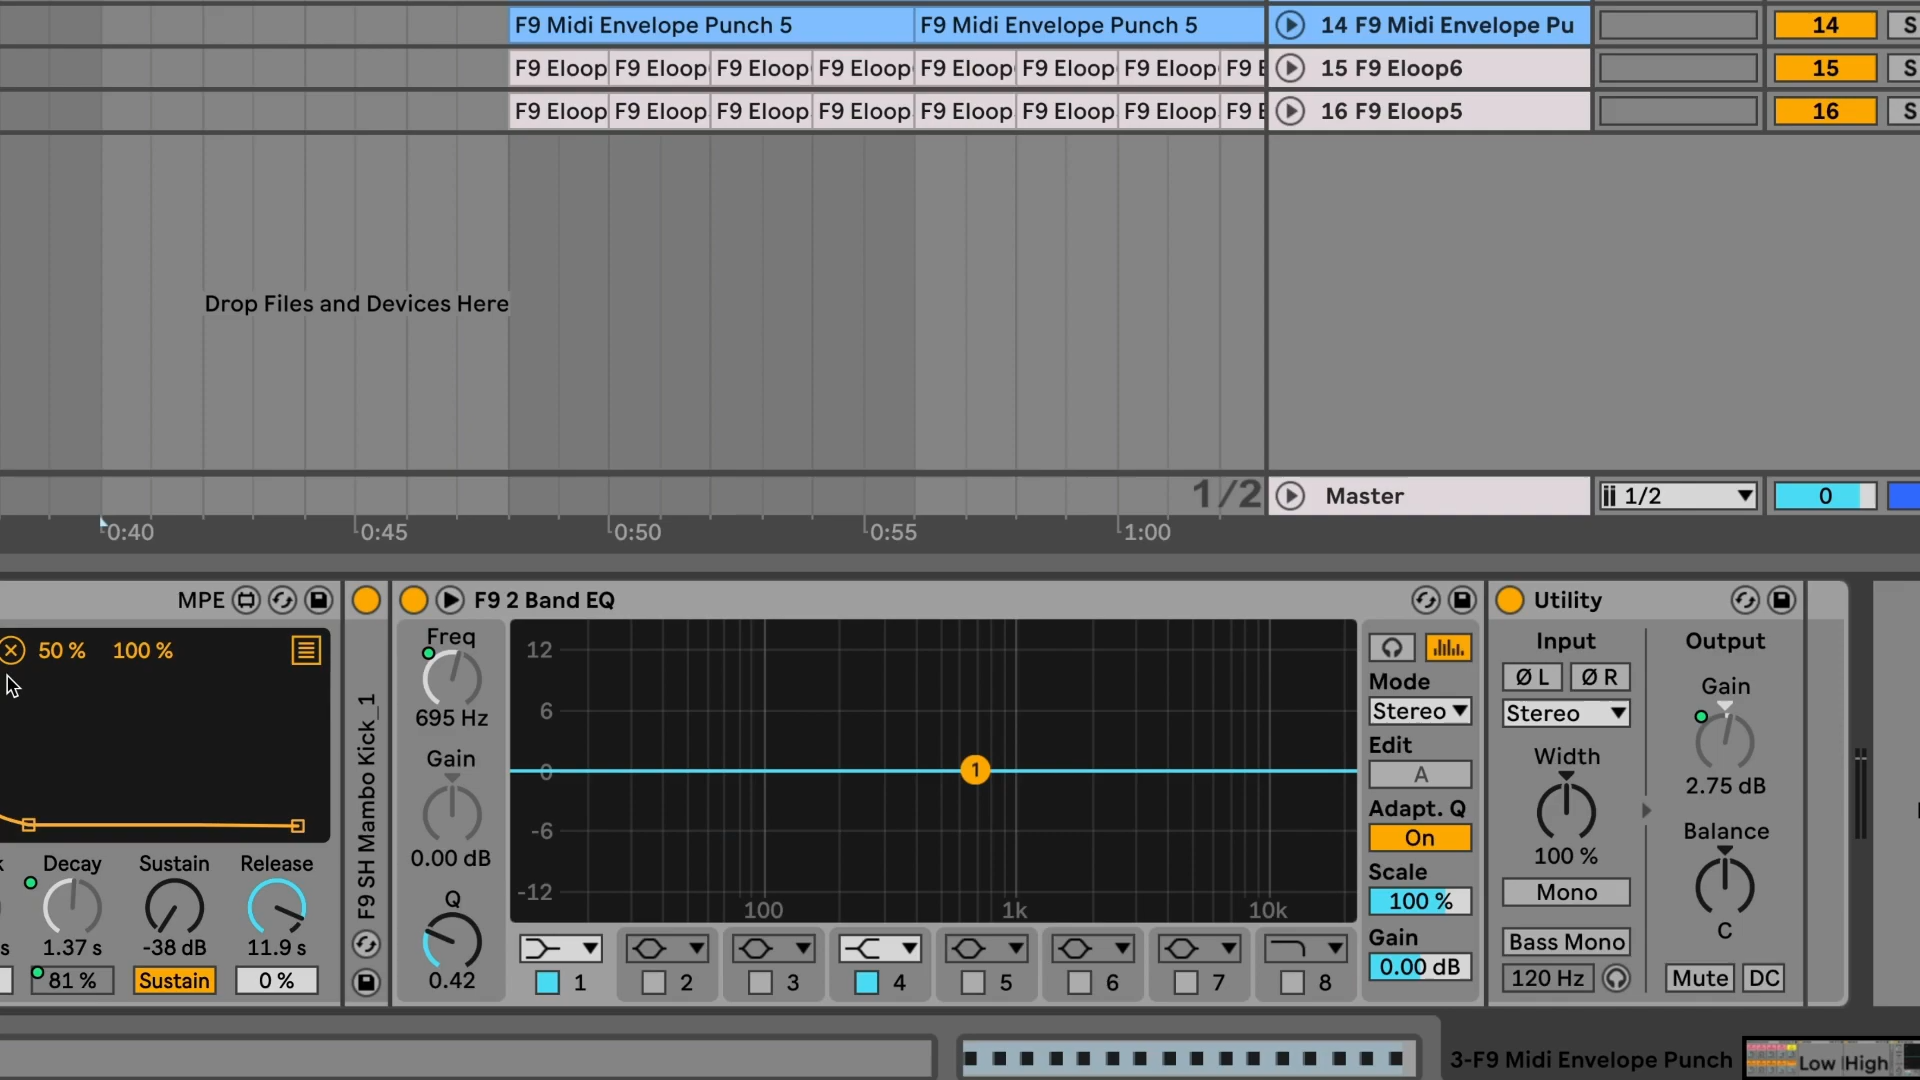 F9 Midi Envelope Punch 5 F9 Midi Envelope Punch 5 14 F9 Midi Envelope Pu 14 S
F9 Eloop F9 Eloop F9 Eloop F9 Eloop F9 Eloop F9 Eloop F9 Eloop F9 E 15 F9 Eloop6 15 S
F9 Eloop F9 Eloop F9 Eloop F9 Eloop F9 Eloop F9 Eloop F9 Eloop F9 E 16 F9 Eloop5 16 S
Drop Files and Devices Here
1/2 Master 1/2 0
0:40 0:45 0:50 0:55 1:00
MPE F9 2 Band EQ Utility
50 % 100 %
Decay Sustain Release
1.37 s -38 dB 11.9 s
81 % Sustain 0 %
F9 SH Mambo Kick_1
Freq
695 Hz
Gain
0.00 dB
Q
0.42
12
6
0
-6
-12
1
100 1k 10k
1 2 3 4 5 6 7 8
Mode
Stereo
Edit
A
Adapt. Q
On
Scale
100 %
Gain
0.00 dB
Input
Ø L Ø R
Stereo
Width
100 %
Mono
Bass Mono
120 Hz
Output
Gain
2.75 dB
Balance
C
Mute DC
3-F9 Midi Envelope Punch Low High